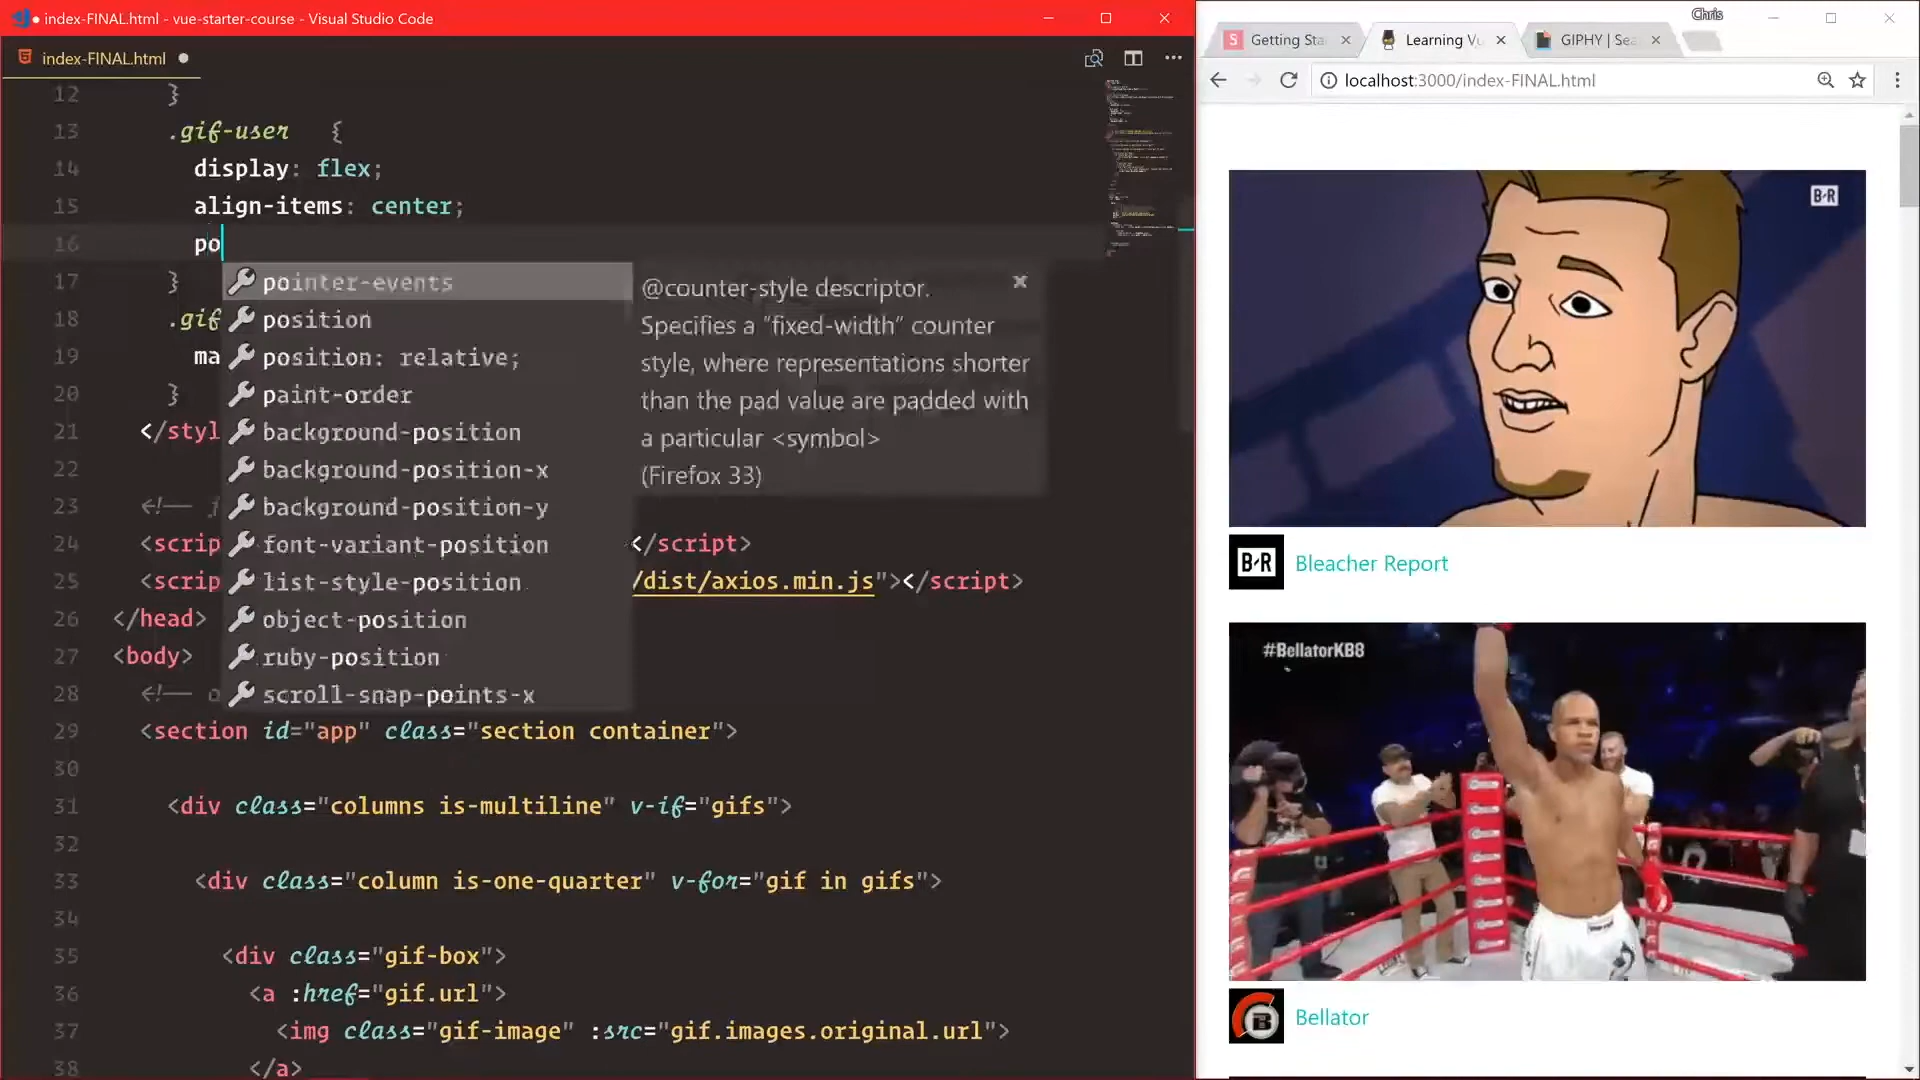 index-FINAL.html - vue-starter-course - Visual Studio Code
index-FINAL.html
12 }
13 .gif-user {
14 display: flex;
15 align-items: center;
16 po
17 }
18 .gif
19 ma
20 }
21 </styl
22
23 <!--
24 <scrip </script>
25 <scrip /dist/axios.min.js"></script>
26 </head>
27 <body>
28 <!--
29 <section id="app" class="section container">
30
31 <div class="columns is-multiline" v-if="gifs">
32
33 <div class="column is-one-quarter" v-for="gif in gifs">
34
35 <div class="gif-box">
36 <a :href="gif.url">
37 <img class="gif-image" :src="gif.images.original.url">
38 </a>
pointer-events
position
position: relative;
paint-order
background-position
background-position-x
background-position-y
font-variant-position
list-style-position
object-position
ruby-position
scroll-snap-points-x
@counter-style descriptor.
Specifies a "fixed-width" counter
style, where representations shorter
than the pad value are padded with
a particular <symbol>
(Firefox 33)
Chris
Getting Sta
Learning Vu
GIPHY | Sea
localhost:3000/index-FINAL.html
B R
B R
Bleacher Report
#BellatorKB8
B
Bellator